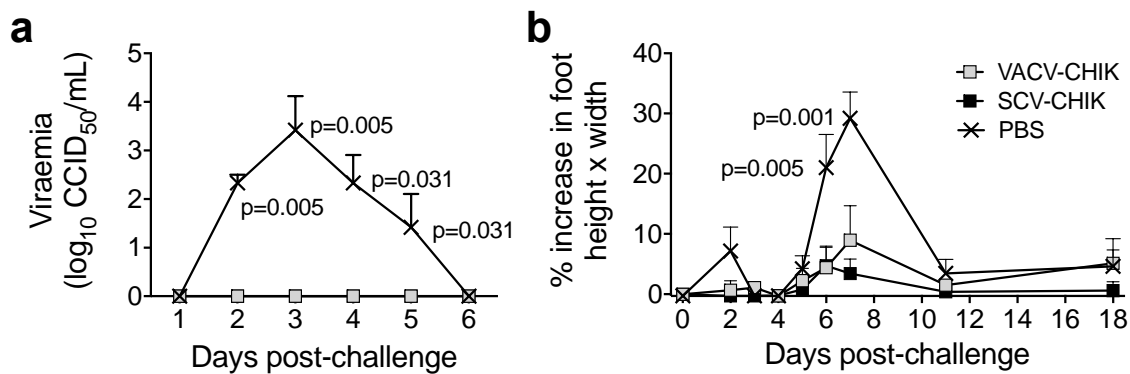 a
Viraemia
(log10 CCID50/mL)
5
4
3
2
1
0
p=0.005
p=0.005
p=0.031
p=0.031
1 2 3 4 5 6
Days post-challenge
b
% increase in foot
height x width
40
30
20
10
0
p=0.001
p=0.005
VACV-CHIK
SCV-CHIK
PBS
0 2 4 6 8 10 12 14 16 18
Days post-challenge